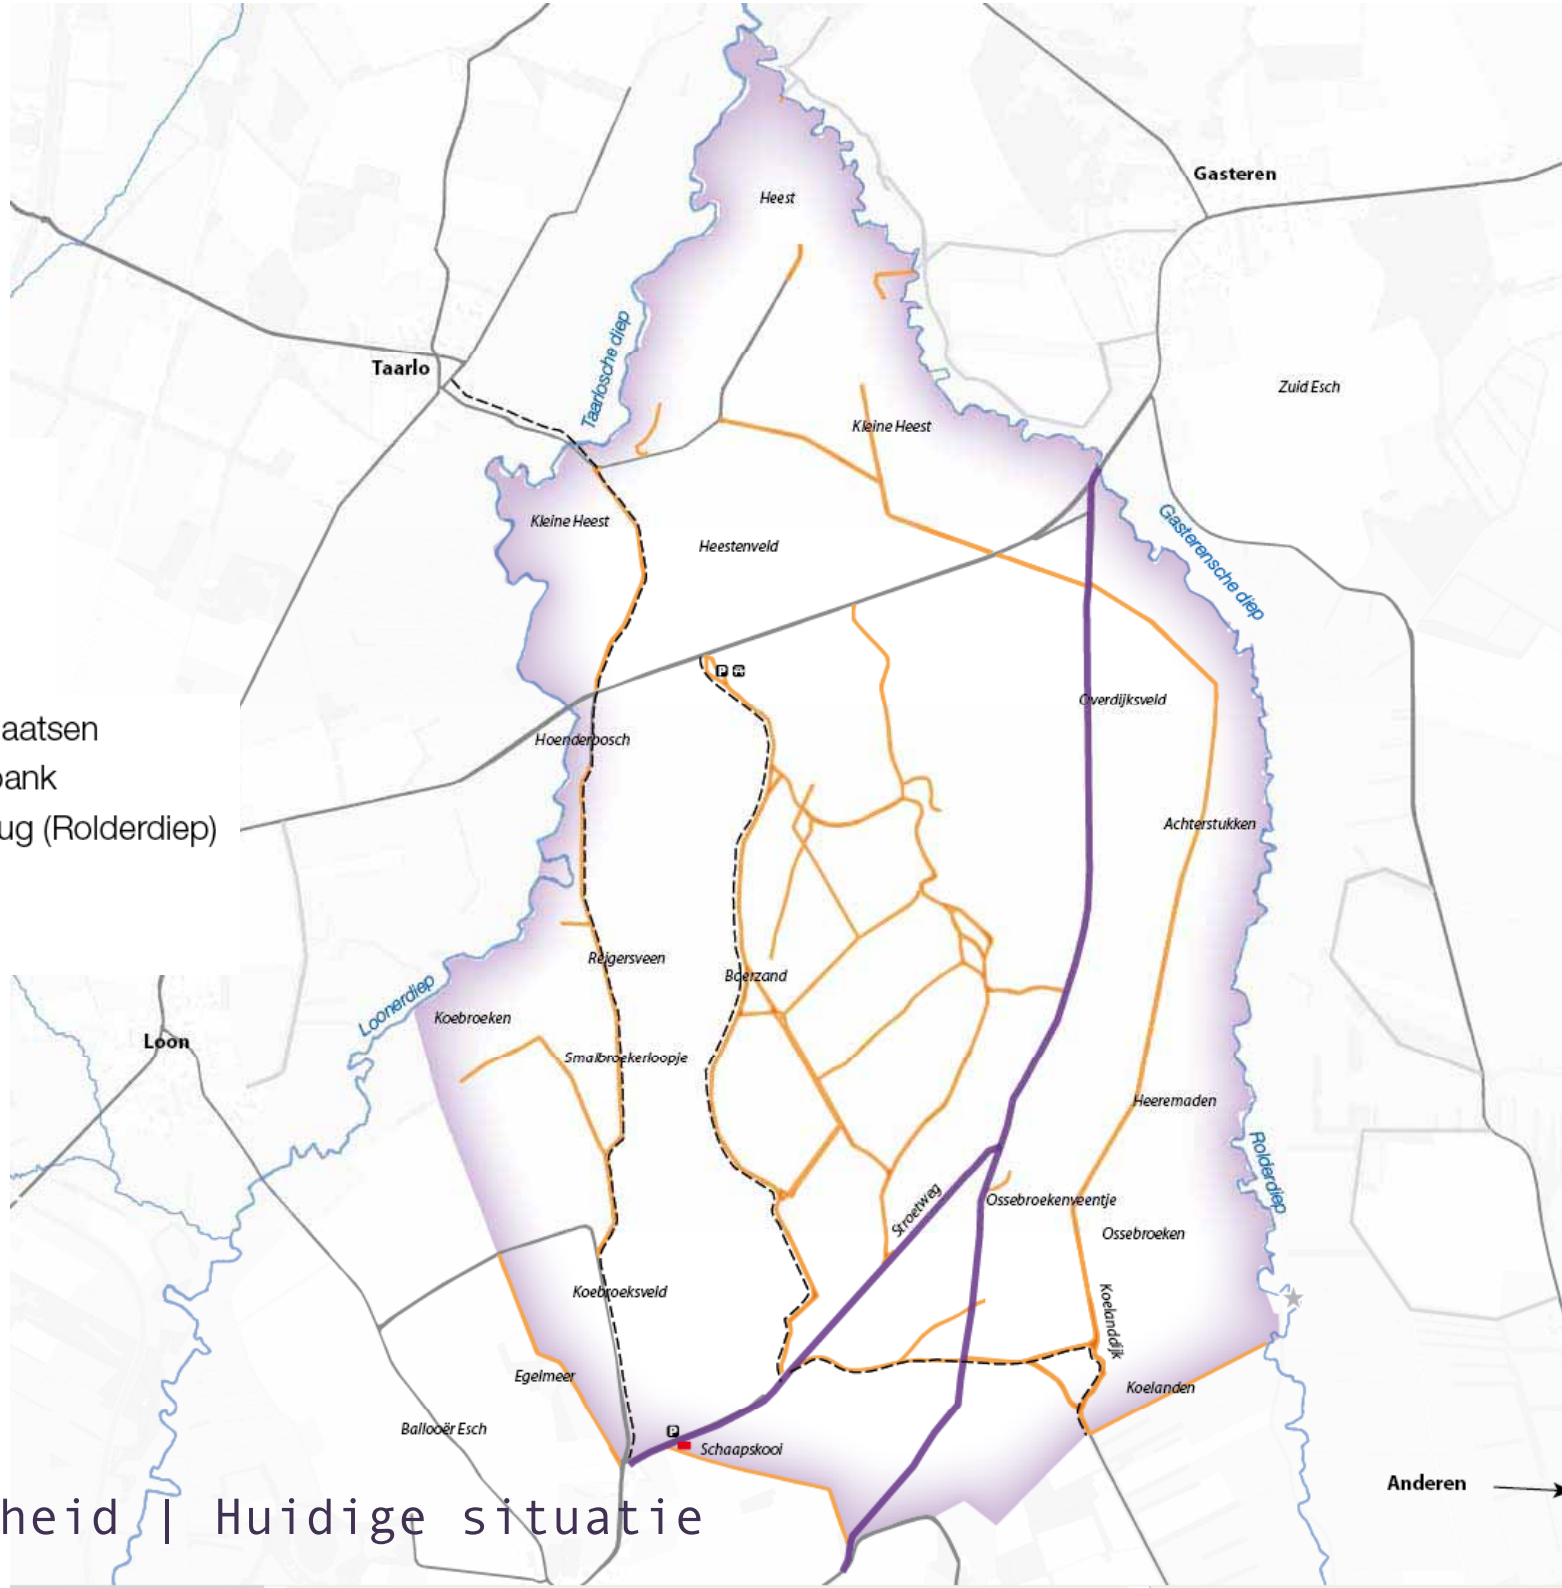 Gasteren
Heest
Taarlosche diep
Taarlo
Zuid Esch
Kleine Heest
Kleine Heest
Heestenveld
Gasterensche diep
P
Overdijksveld
aatsen
Hoenderbosch
bank
ug (Rolderdiep)
Achterstukken
Reigersveen
Boerzand
Loonerdiep
Koebroeken
Loon
Smalbroekerloopje
Heeremaden
Rolderdiep
Stroetweg
Ossebroekenveentje
Ossebroeken
Koebroeksveld
Koelanddijk
Egelmeer
Koelanden
Ballooër Esch
P
Schaapskooi
Anderen
heid | Huidige situatie